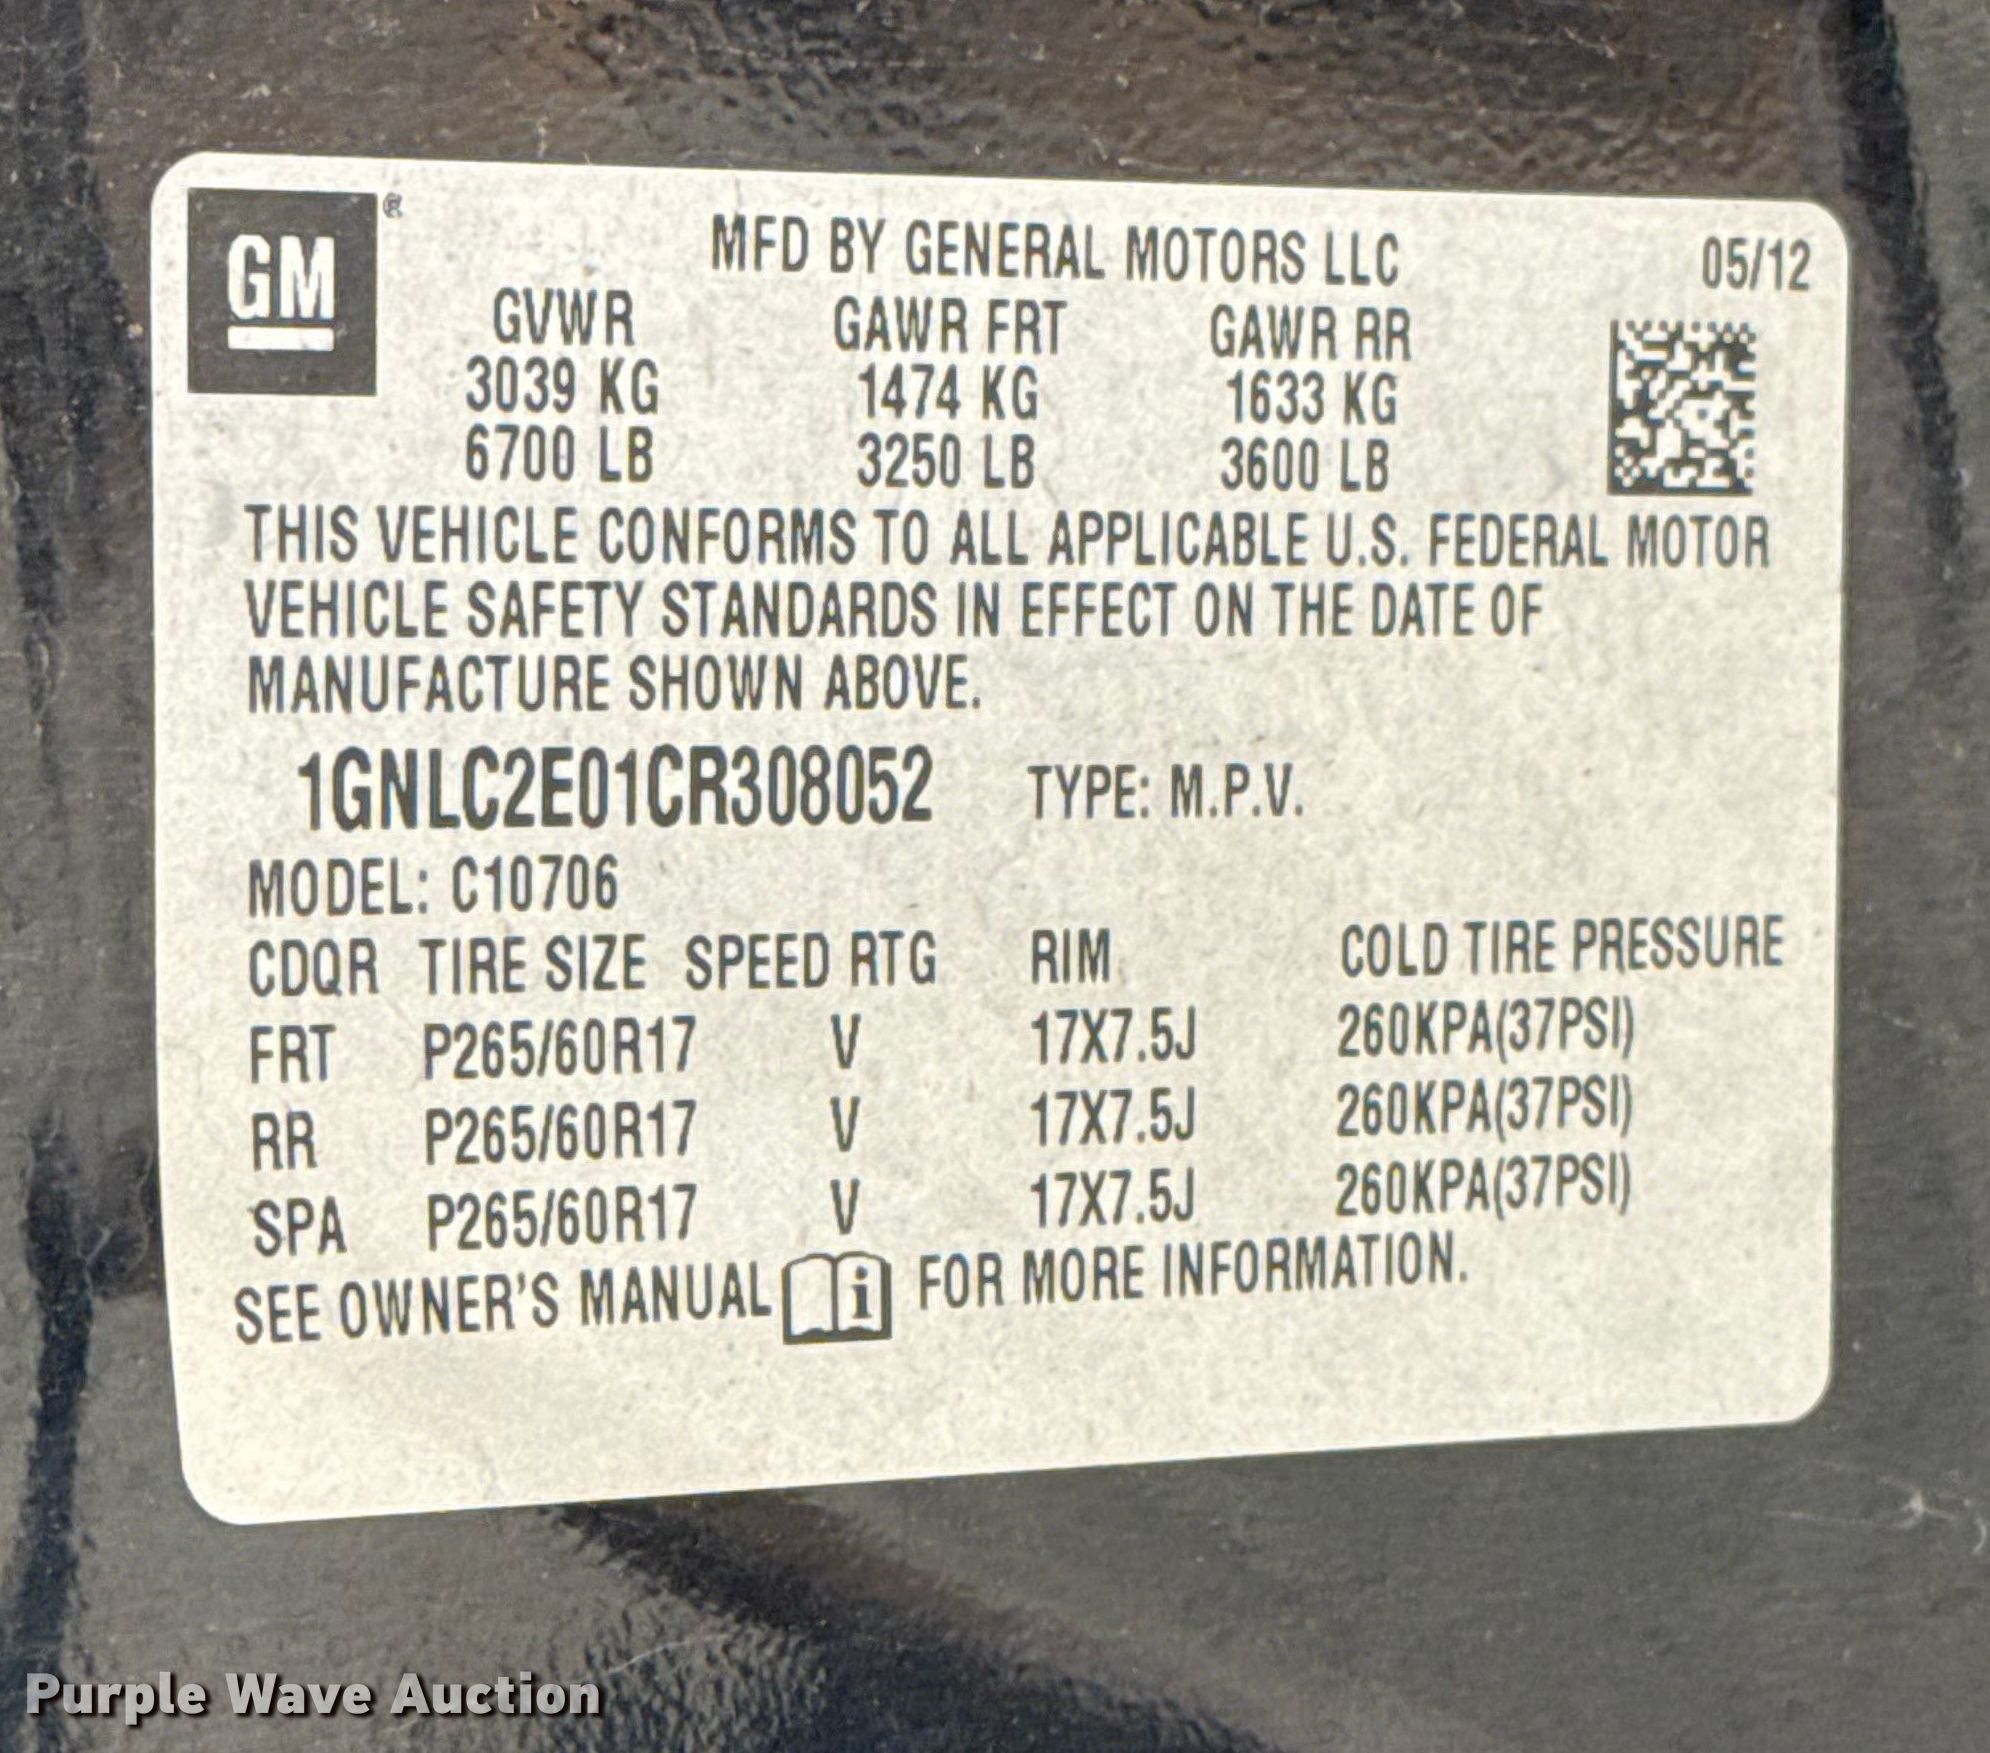 GM ®
MFD BY GENERAL MOTORS LLC 05/12
GVWR GAWR FRT GAWR RR
3039 KG 1474 KG 1633 KG
6700 LB 3250 LB 3600 LB
THIS VEHICLE CONFORMS TO ALL APPLICABLE U.S. FEDERAL MOTOR
VEHICLE SAFETY STANDARDS IN EFFECT ON THE DATE OF
MANUFACTURE SHOWN ABOVE.
1GNLC2E01CR308052 TYPE: M.P.V.
MODEL: C10706
CDQR TIRE SIZE SPEED RTG RIM COLD TIRE PRESSURE
FRT P265/60R17 V 17X7.5J 260KPA(37PSI)
RR P265/60R17 V 17X7.5J 260KPA(37PSI)
SPA P265/60R17 V 17X7.5J 260KPA(37PSI)
SEE OWNER'S MANUAL i FOR MORE INFORMATION.
Purple Wave Auction